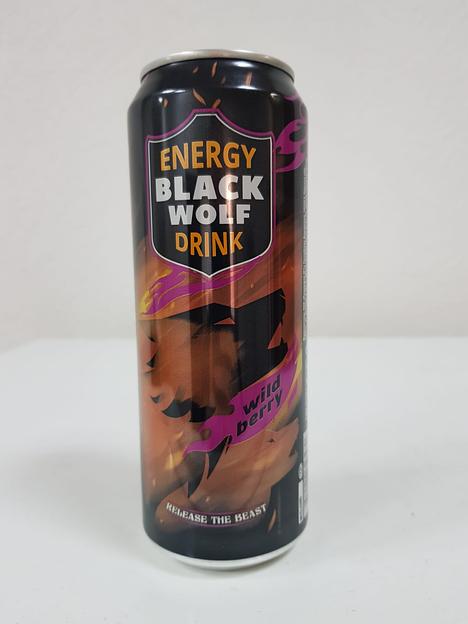 ENERGY
BLACK
WOLF
DRINK
wild
berry
RELEASE THE BEAST